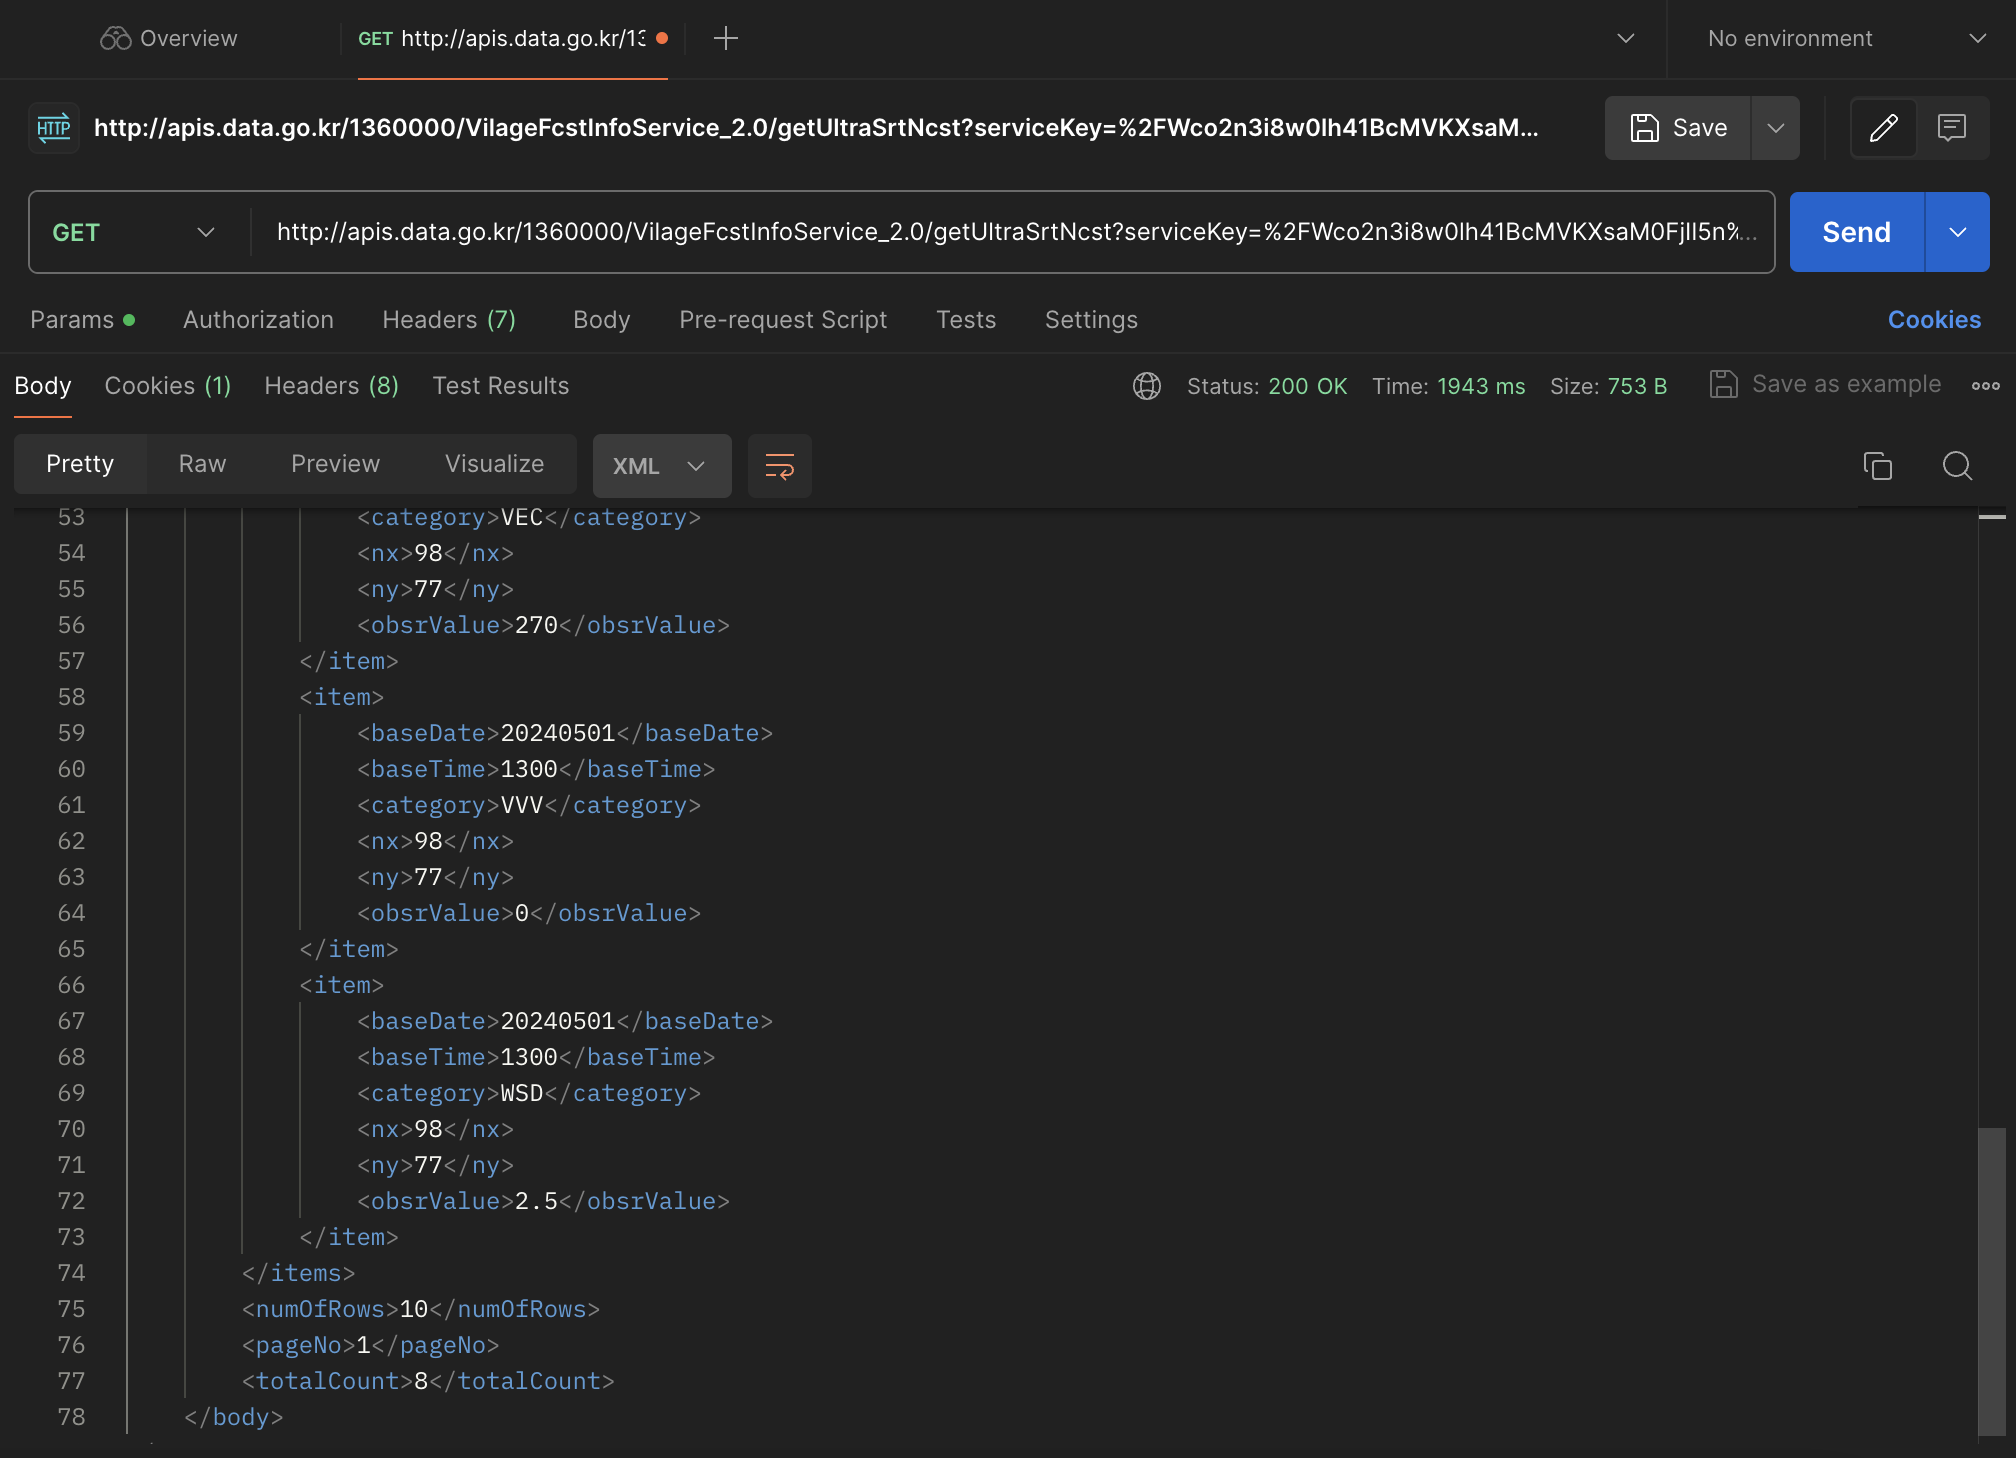 Overview
GET http://apis.data.go.kr/13
No environment
HTTP http://apis.data.go.kr/1360000/VilageFcstInfoService_2.0/getUltraSrtNcst?serviceKey=%2FWco2n3i8w0lh41BcMVKXsaM...
Save
GET http://apis.data.go.kr/1360000/VilageFcstInfoService_2.0/getUltraSrtNcst?serviceKey=%2FWco2n3i8w0lh41BcMVKXsaM0FjlI5n%...
Send
Params Authorization Headers (7) Body Pre-request Script Tests Settings Cookies
Body Cookies (1) Headers (8) Test Results Status: 200 OK Time: 1943 ms Size: 753 B Save as example
Pretty Raw Preview Visualize XML
53 <category>VEC</category>
54 <nx>98</nx>
55 <ny>77</ny>
56 <obsrValue>270</obsrValue>
57 </item>
58 <item>
59 <baseDate>20240501</baseDate>
60 <baseTime>1300</baseTime>
61 <category>VVV</category>
62 <nx>98</nx>
63 <ny>77</ny>
64 <obsrValue>0</obsrValue>
65 </item>
66 <item>
67 <baseDate>20240501</baseDate>
68 <baseTime>1300</baseTime>
69 <category>WSD</category>
70 <nx>98</nx>
71 <ny>77</ny>
72 <obsrValue>2.5</obsrValue>
73 </item>
74 </items>
75 <numOfRows>10</numOfRows>
76 <pageNo>1</pageNo>
77 <totalCount>8</totalCount>
78 </body>